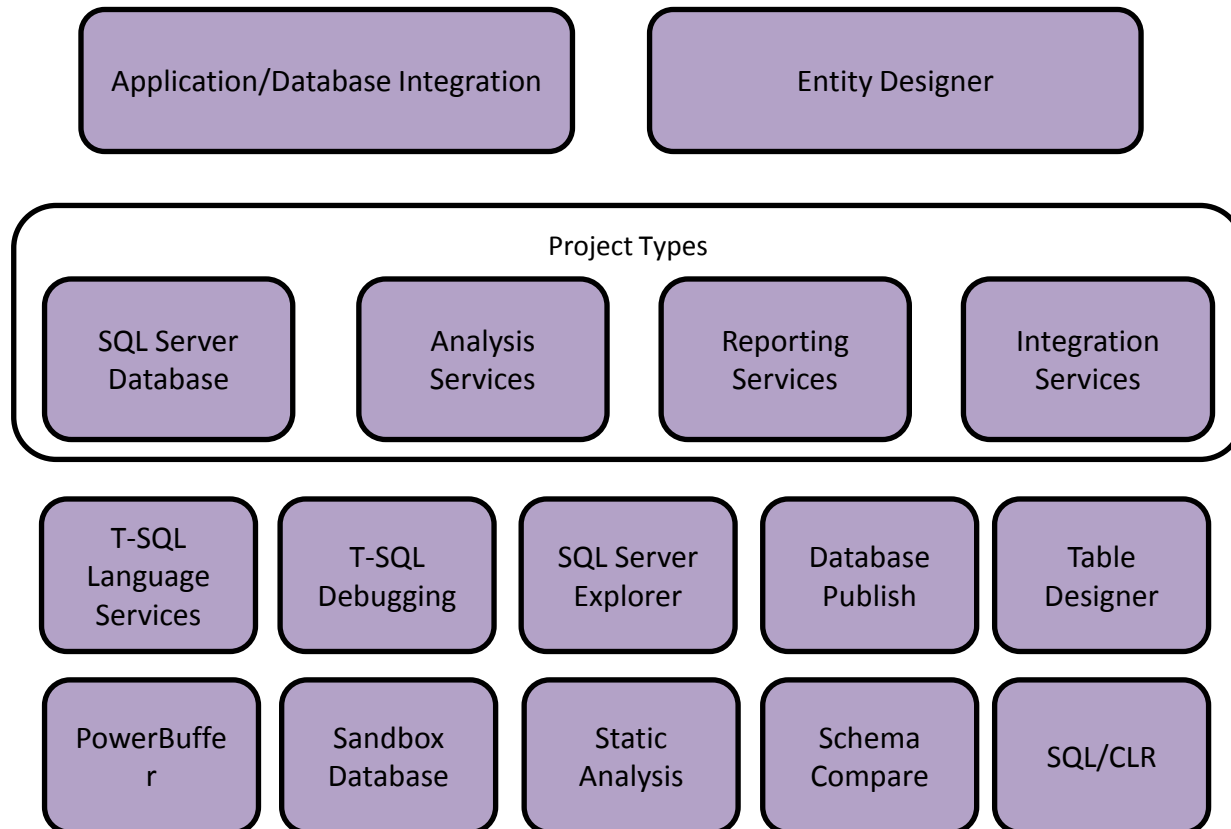 Application/Database Integration
Entity Designer
Project Types
SQL Server
Database
Analysis
Services
Reporting
Services
Integration
Services
T-SQL
Language
Services
T-SQL
Debugging
SQL Server
Explorer
Database
Publish
Table
Designer
PowerBuffe
r
Sandbox
Database
Static
Analysis
Schema
Compare
SQL/CLR